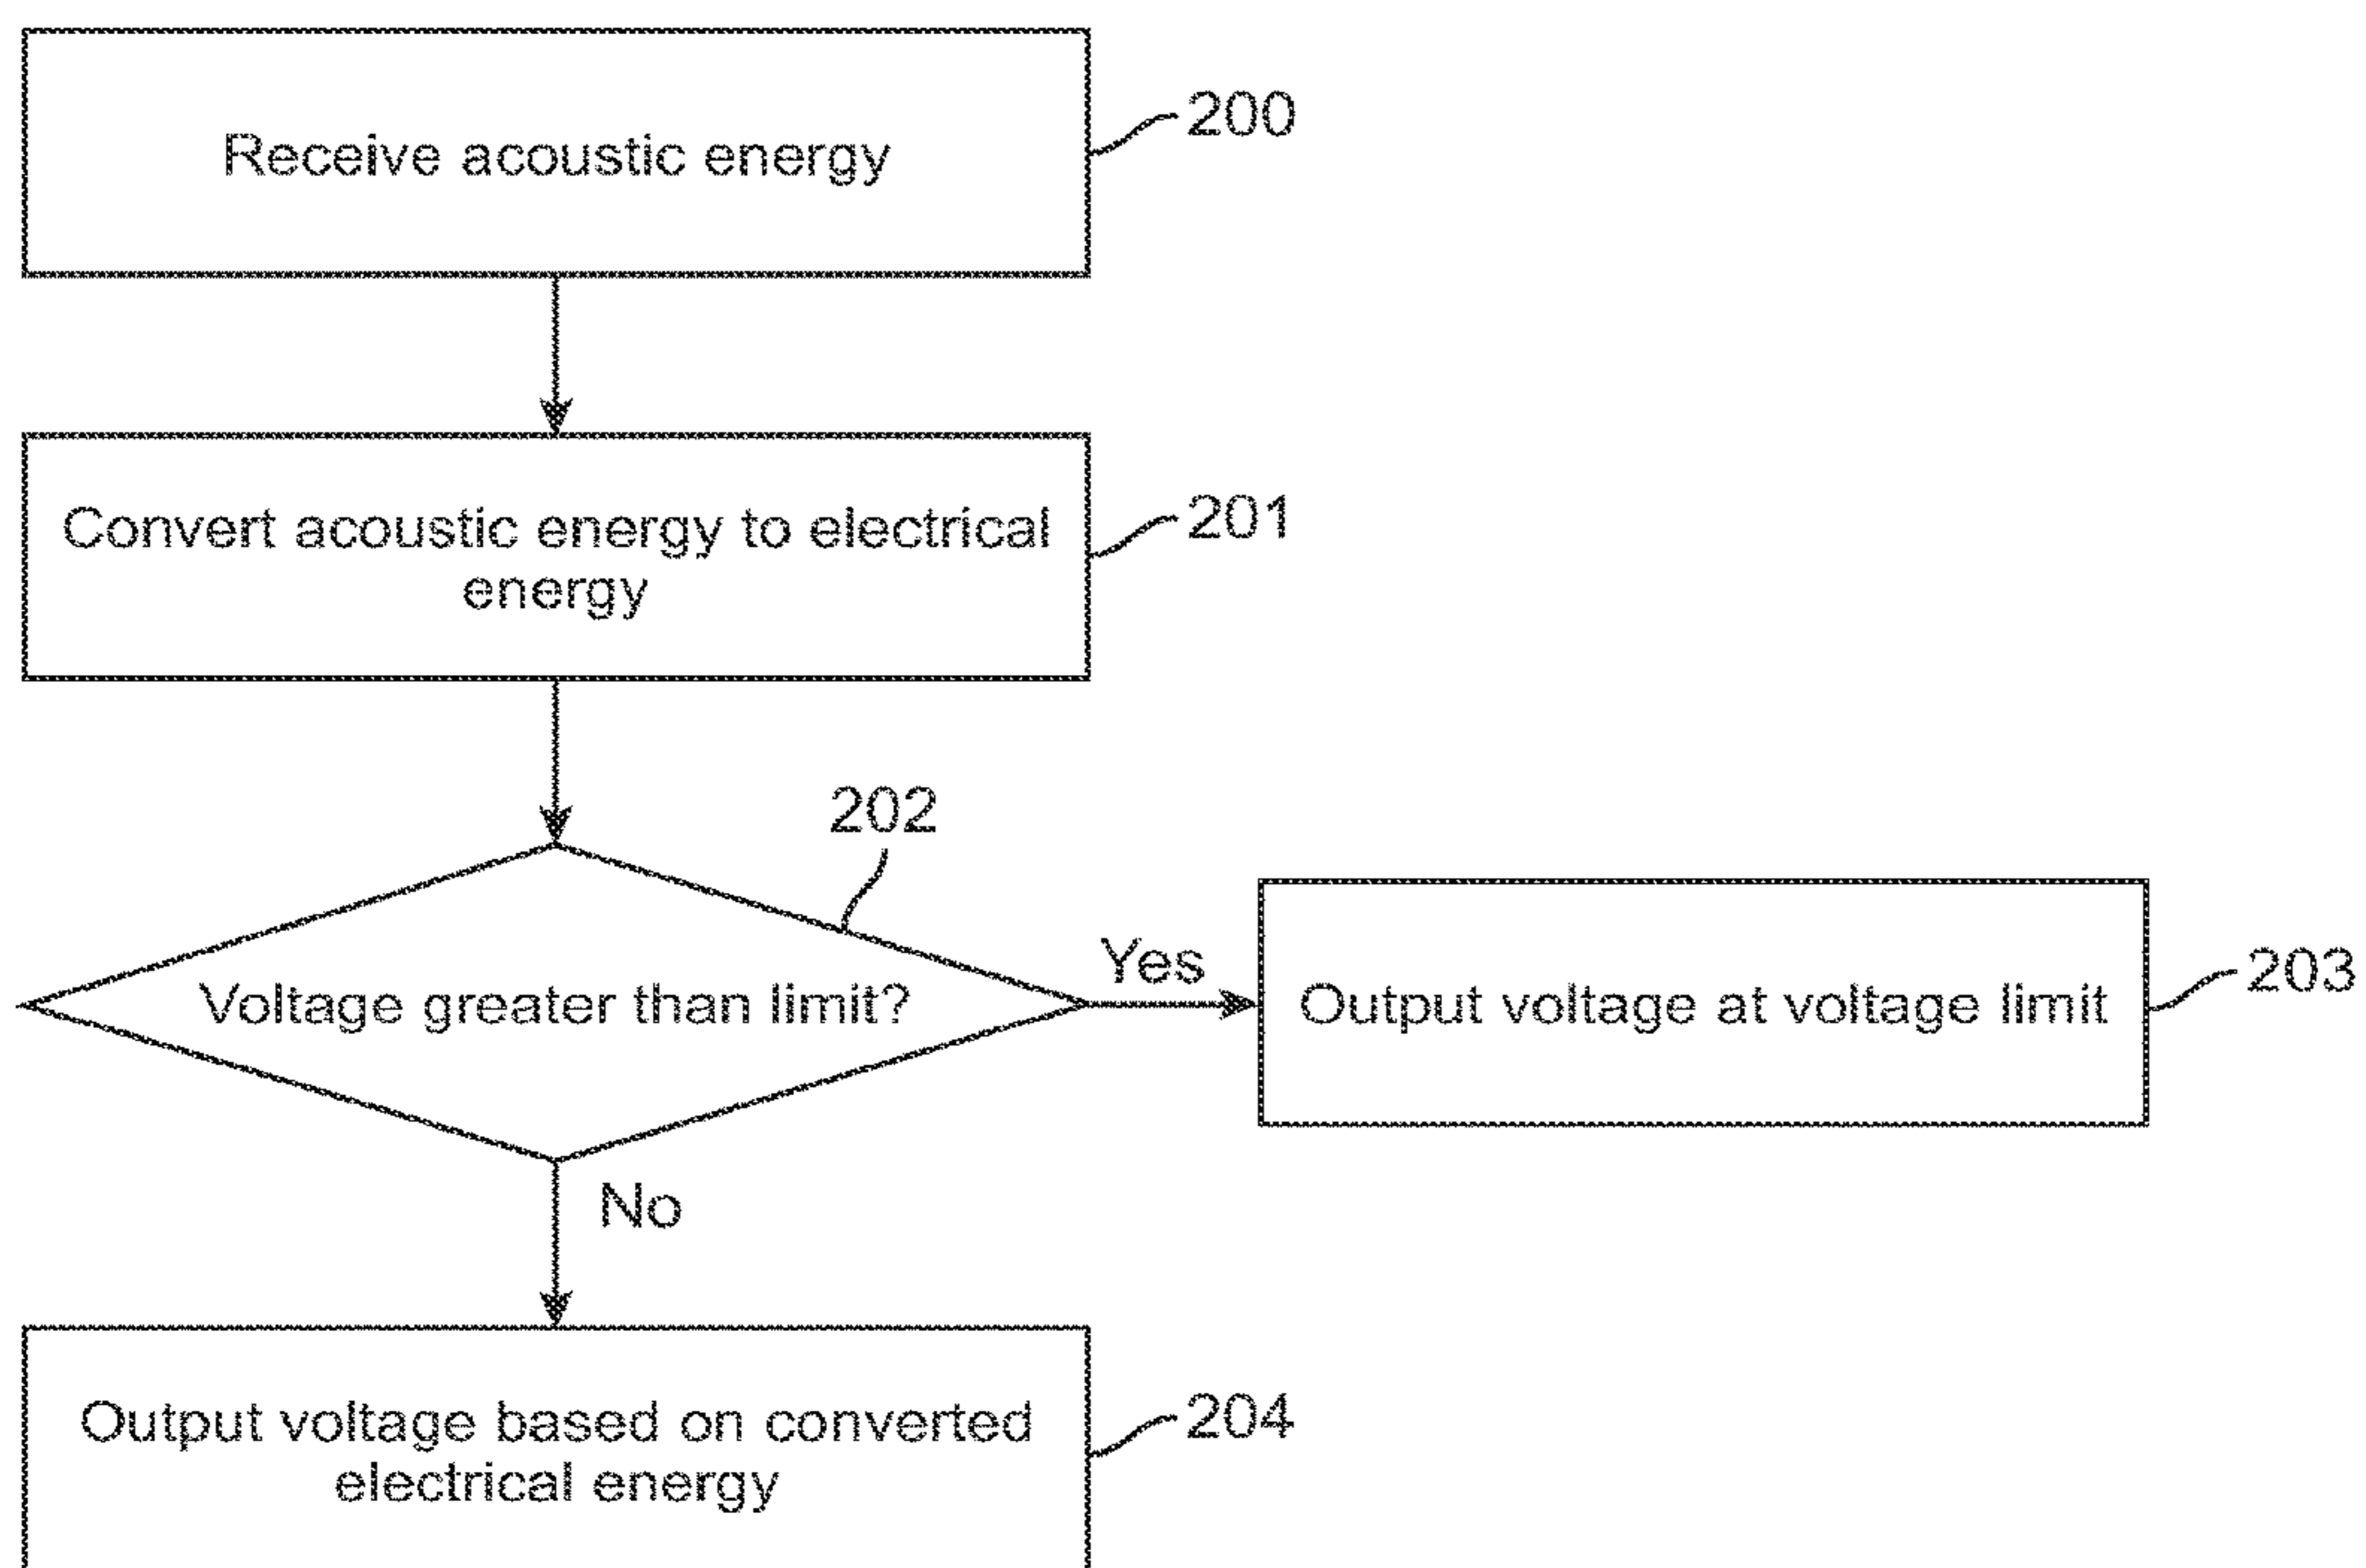 Receive acoustic energy
200
Convert acoustic energy to electrical
energy
201
202
Voltage greater than limit?
Yes
Output voltage at voltage limit
203
No
Output voltage based on converted
electrical energy
204